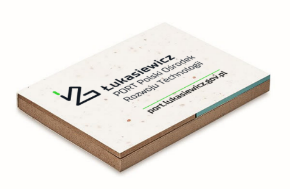 Łukasiewicz
PORT Polski Ośrodek
Rozwoju Technologii
port.lukasiewicz.gov.pl